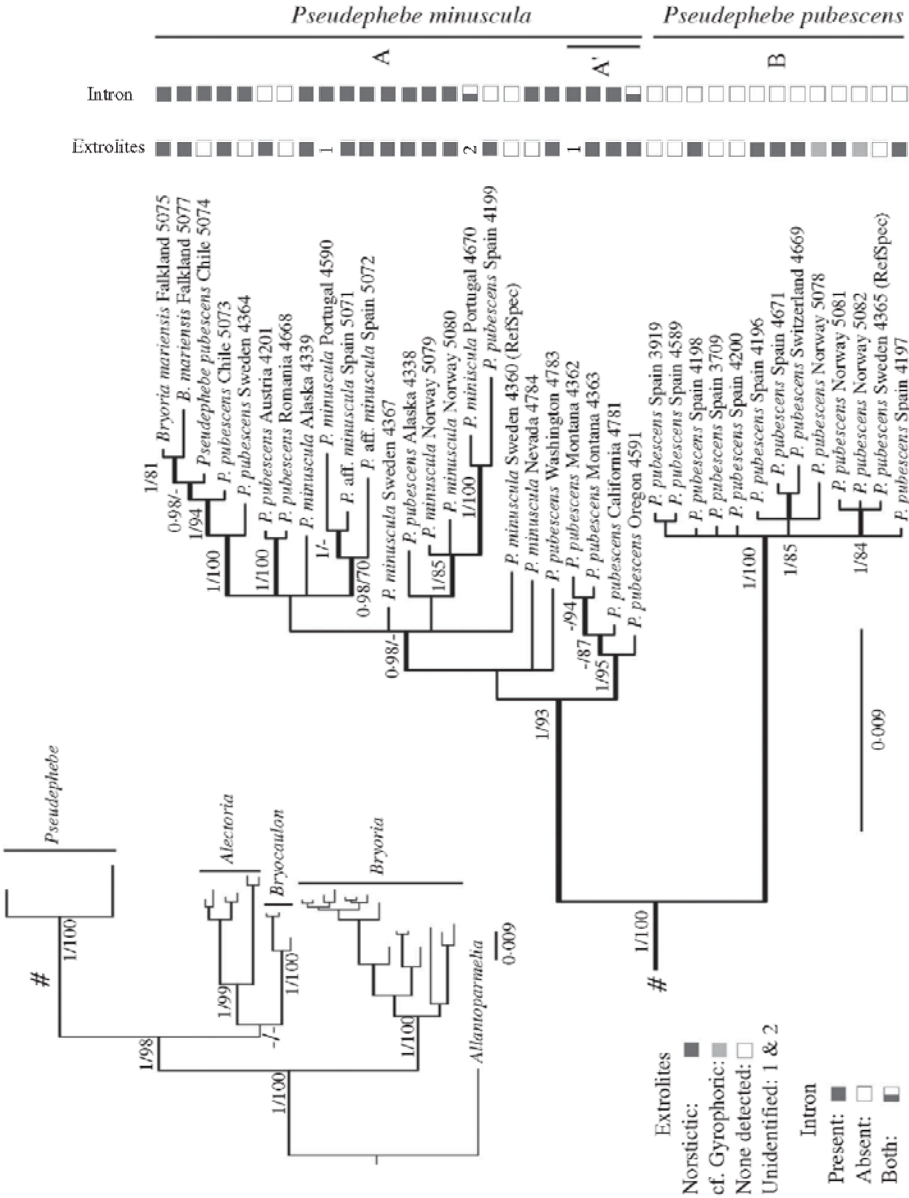 Pseudephebe minuscula
Pseudephebe pubescens
A
A'
B
Intron
Extrolites
1
2
1
Bryoria mariensis Falkland 5075
B. mariensis Falkland 5077
Pseudephebe pubescens Chile 5074
P. pubescens Chile 5073
P. pubescens Sweden 4364
P. pubescens Austria 4201
P. pubescens Romania 4668
P. minuscula Alaska 4339
P. minuscula Portugal 4590
P. aff. minuscula Spain 5071
P. aff. minuscula Spain 5072
P. minuscula Sweden 4367
P. pubescens Alaska 4338
P. minuscula Norway 5079
P. minuscula Norway 5080
P. miniscula Portugal 4670
P. pubescens Spain 4199
P. minuscula Sweden 4360 (RefSpec)
P. minuscula Nevada 4784
P. pubescens Washington 4783
P. pubescens Montana 4362
P. pubescens Montana 4363
P. pubescens California 4781
P. pubescens Oregon 4591
P. pubescens Spain 3919
P. pubescens Spain 4589
P. pubescens Spain 4198
P. pubescens Spain 3709
P. pubescens Spain 4200
P. pubescens Spain 4196
P. pubescens Spain 4671
P. pubescens Switzerland 4669
P. pubescens Norway 5078
P. pubescens Norway 5081
P. pubescens Norway 5082
P. pubescens Sweden 4365 (RefSpec)
P. pubescens Spain 4197
1/81
0·98/-
1/94
1/100
1/100
1/-
0·98/70
0·98/-
1/85
1/100
1/93
-/94
-/87
1/95
1/100
1/85
1/84
1/100
#
0·009
Pseudephebe
Alectoria
Bryocaulon
Bryoria
Allantoparmelia
#
1/100
1/99
1/98
-/-
1/100
1/100
1/100
0·009
Extrolites
Norstictic:
cf. Gyrophoric:
None detected:
Unidentified: 1 & 2
Intron
Present:
Absent:
Both: